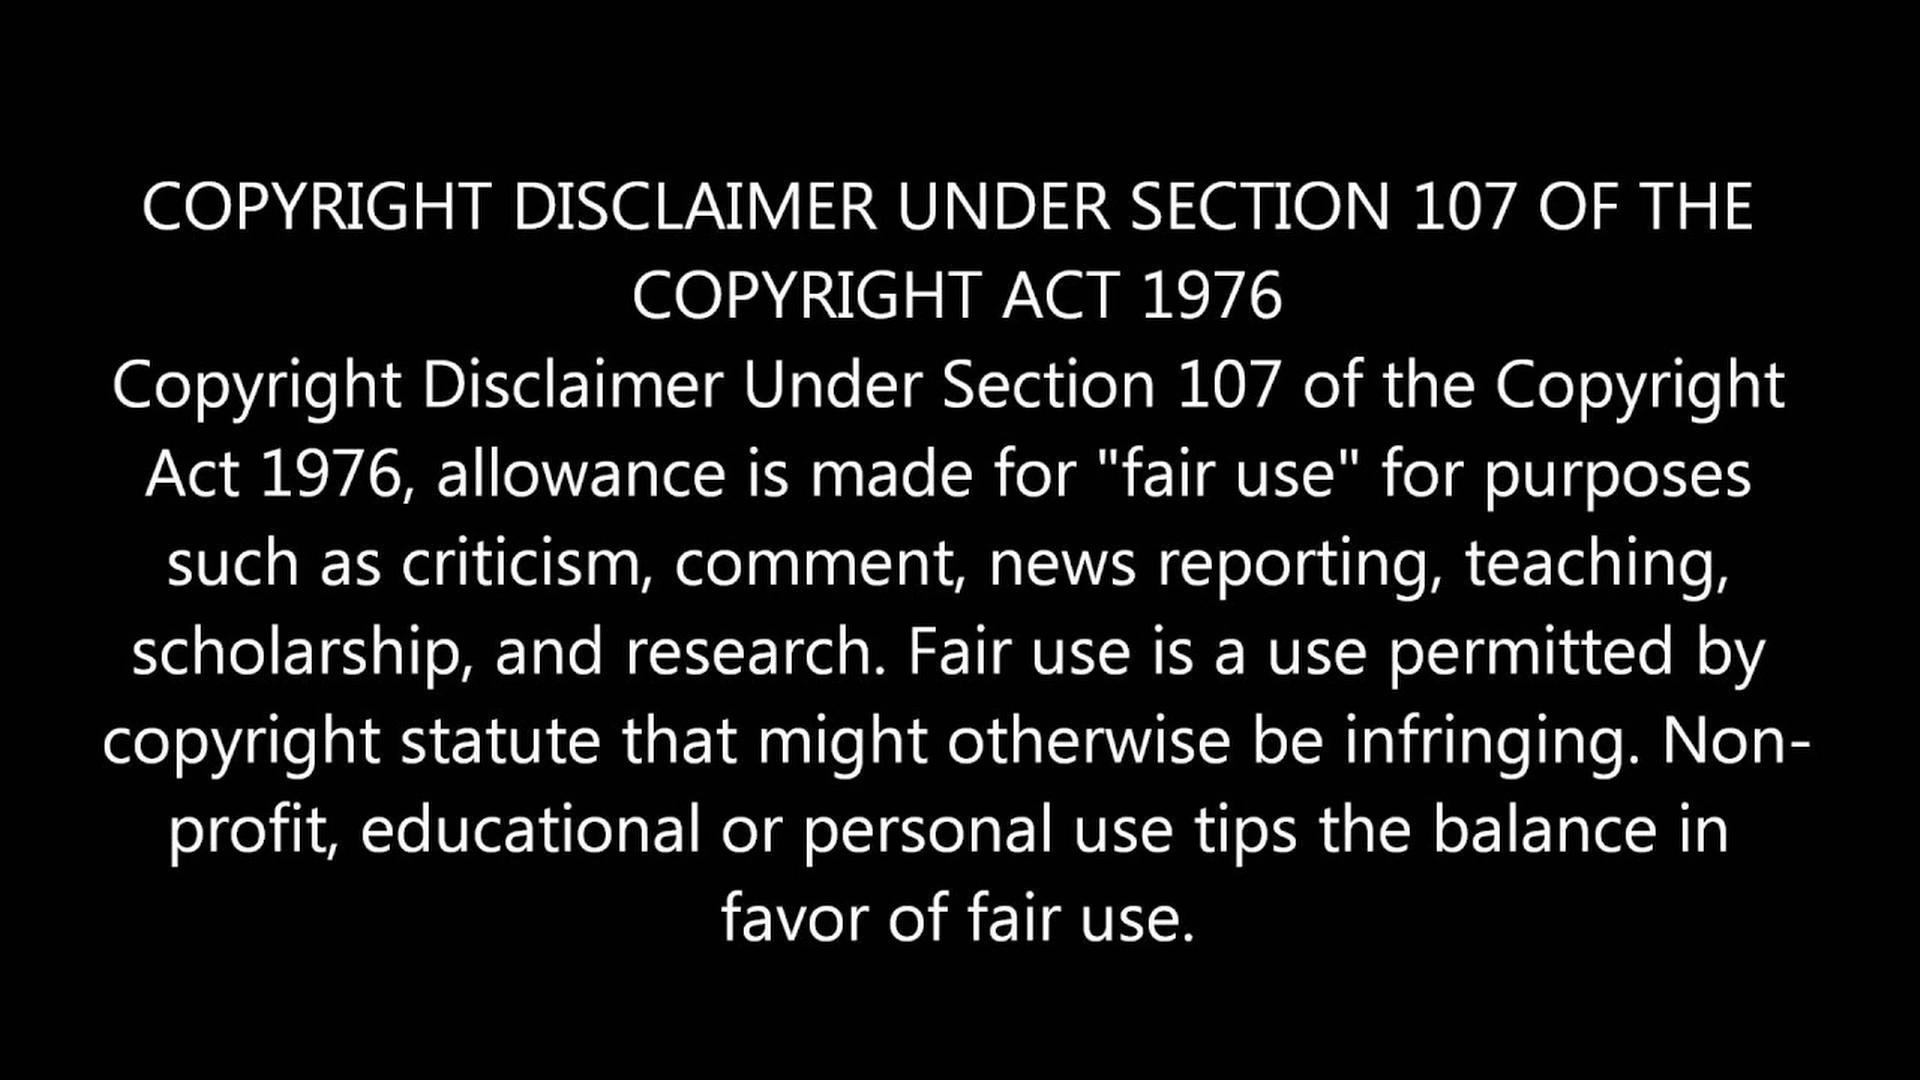 COPYRIGHT DISCLAIMER UNDER SECTION 107 OF THE
COPYRIGHT ACT 1976
Copyright Disclaimer Under Section 107 of the Copyright
Act 1976, allowance is made for "fair use" for purposes
such as criticism, comment, news reporting, teaching,
scholarship, and research. Fair use is a use permitted by
copyright statute that might otherwise be infringing. Non-
profit, educational or personal use tips the balance in
favor of fair use.